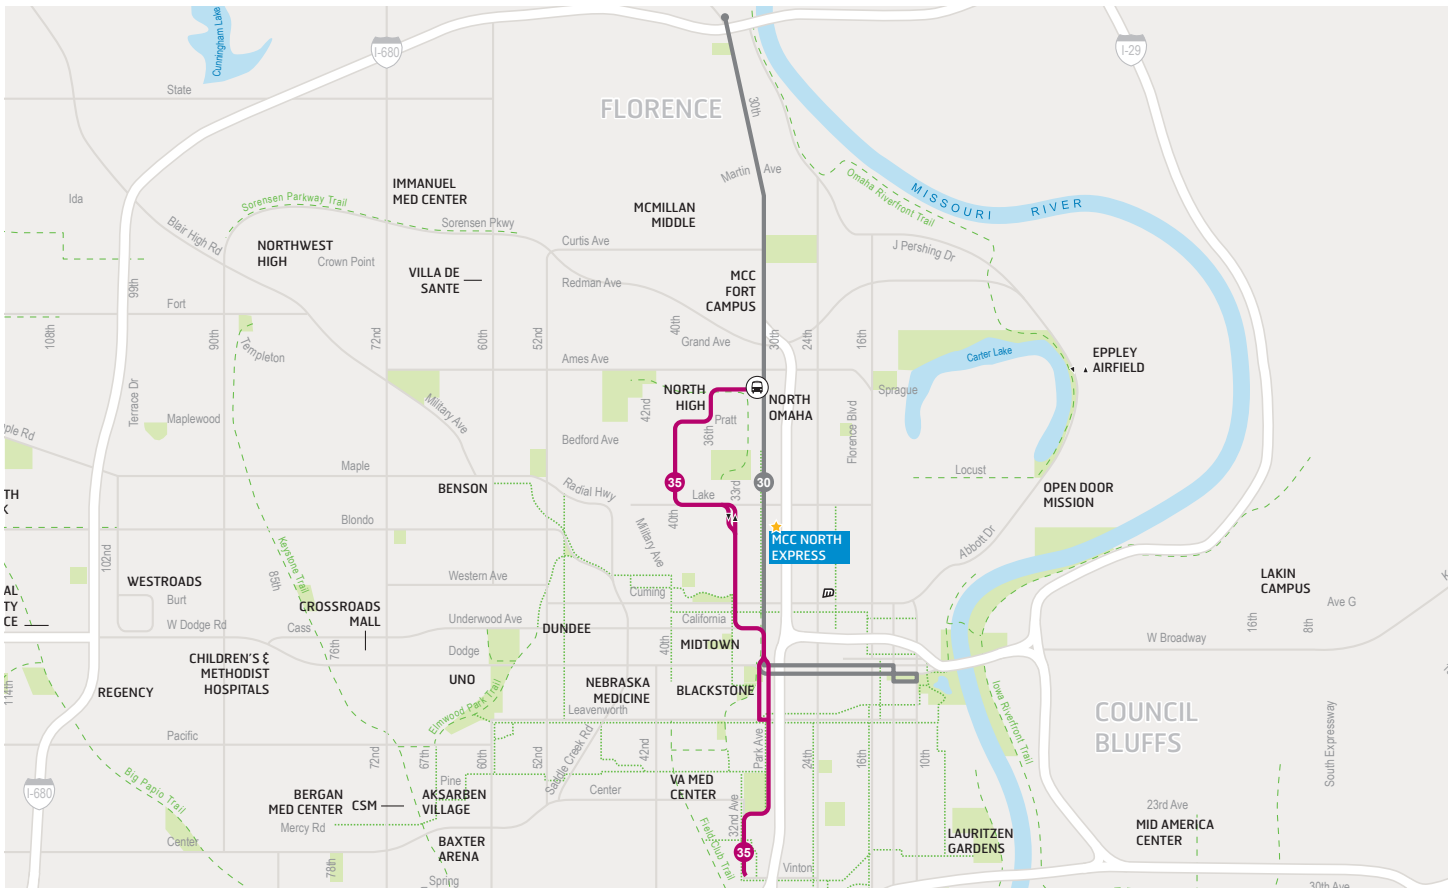 Cunningham Lake
I-680
I-29
State
FLORENCE
30th
Martin Ave
Ida
IMMANUEL
MED CENTER
Sorensen Parkway Trail
Sorensen Pkwy
Omaha Riverfront Trail
MISSOURI RIVER
MCMILLAN
MIDDLE
Blair High Rd
NORTHWEST
HIGH
Crown Point
Curtis Ave
J Pershing Dr
VILLA DE
SANTE
Redman Ave
MCC
FORT
CAMPUS
99th
Fort
108th
90th
Templeton
72nd
60th
52nd
40th
Grand Ave
30th
24th
16th
Ames Ave
Carter Lake
EPPLEY
AIRFIELD
Terrace Dr
Maplewood
Military Ave
NORTH
HIGH
42nd
36th
Pratt
NORTH
OMAHA
Sprague
Florence Blvd
ple Rd
Bedford Ave
Maple
Locust
TH
K
BENSON
Radial Hwy
35
33rd
30
Lake
OPEN DOOR
MISSION
Blondo
40th
Military Ave
MCC NORTH
EXPRESS
Abbott Dr
102nd
Keystone Trail
WESTROADS
85th
Western Ave
Cuming
LAKIN
CAMPUS
AL
TY
CE
Burt
W Dodge Rd
CROSSROADS
MALL
Cass
76th
Underwood Ave
California
Ave G
16th
8th
DUNDEE
40th
MIDTOWN
W Broadway
CHILDREN'S &
METHODIST
HOSPITALS
Dodge
UNO
114th
REGENCY
Elmwood Park Trail
NEBRASKA
MEDICINE
BLACKSTONE
Leavenworth
Iowa Riverfront Trail
COUNCIL
BLUFFS
Pacific
72nd
67th
60th
52nd
Saddle Creek Rd
42nd
Park Ave
24th
16th
10th
South Expressway
Big Papio Trail
I-680
Pine
VA MED
CENTER
Center
BERGAN
MED CENTER
CSM
AKSARBEN
VILLAGE
Mercy Rd
Field Club Trail
32nd Ave
23rd Ave
MID AMERICA
CENTER
LAURITZEN
GARDENS
Center
BAXTER
ARENA
35
78th
Vinton
Spring
30th Ave